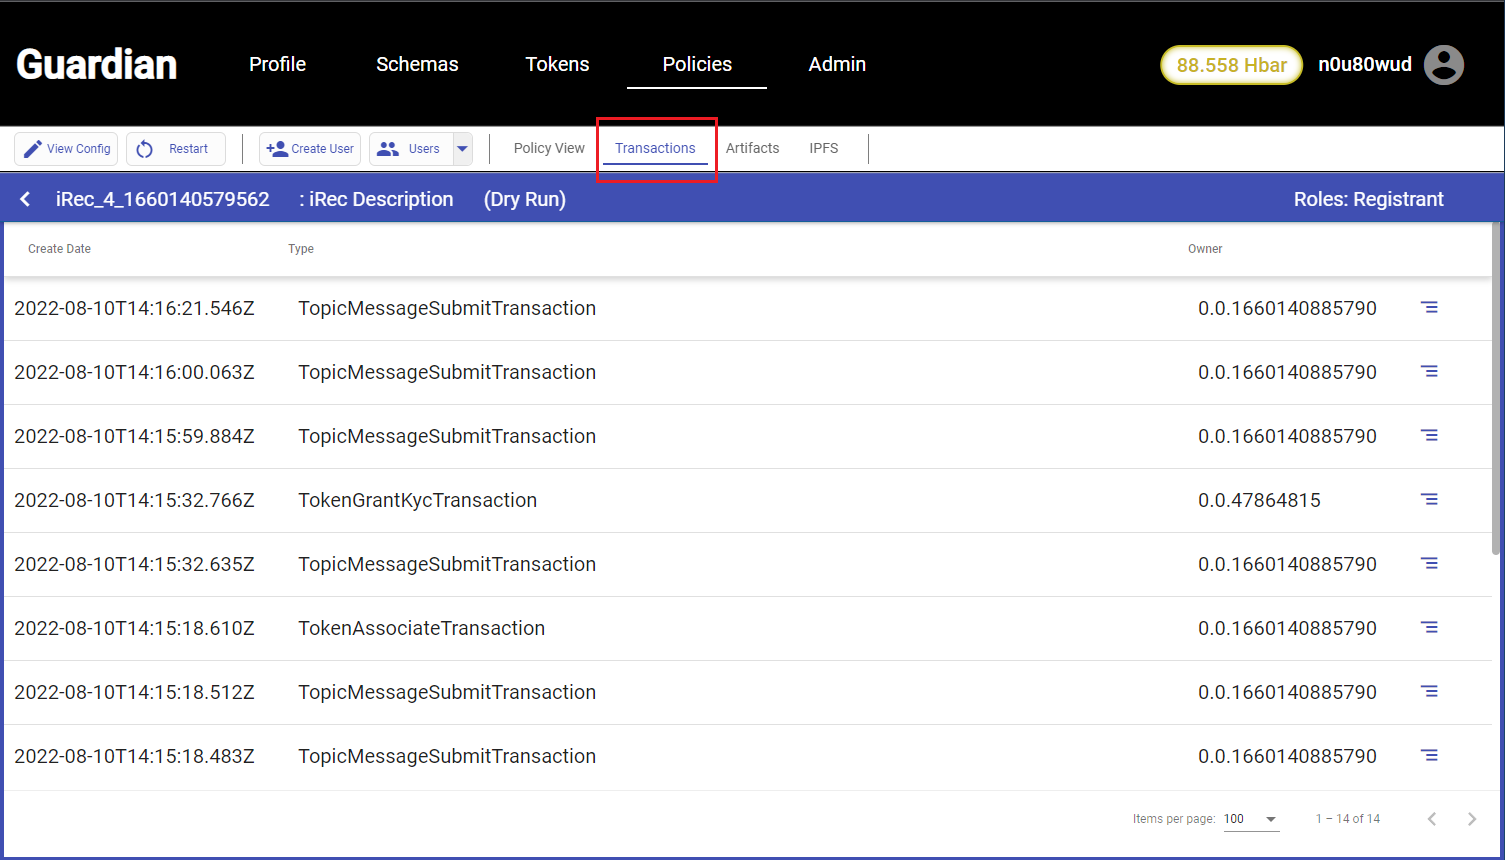 Guardian Profile Schemas Tokens Policies Admin 88.558 Hbar n0u80wud
View Config Restart Create User Users Policy View Transactions Artifacts IPFS
iRec_4_1660140579562 : iRec Description (Dry Run) Roles: Registrant
Create Date Type Owner
2022-08-10T14:16:21.546Z TopicMessageSubmitTransaction 0.0.1660140885790
2022-08-10T14:16:00.063Z TopicMessageSubmitTransaction 0.0.1660140885790
2022-08-10T14:15:59.884Z TopicMessageSubmitTransaction 0.0.1660140885790
2022-08-10T14:15:32.766Z TokenGrantKycTransaction 0.0.47864815
2022-08-10T14:15:32.635Z TopicMessageSubmitTransaction 0.0.1660140885790
2022-08-10T14:15:18.610Z TokenAssociateTransaction 0.0.1660140885790
2022-08-10T14:15:18.512Z TopicMessageSubmitTransaction 0.0.1660140885790
2022-08-10T14:15:18.483Z TopicMessageSubmitTransaction 0.0.1660140885790
Items per page: 100 1 – 14 of 14